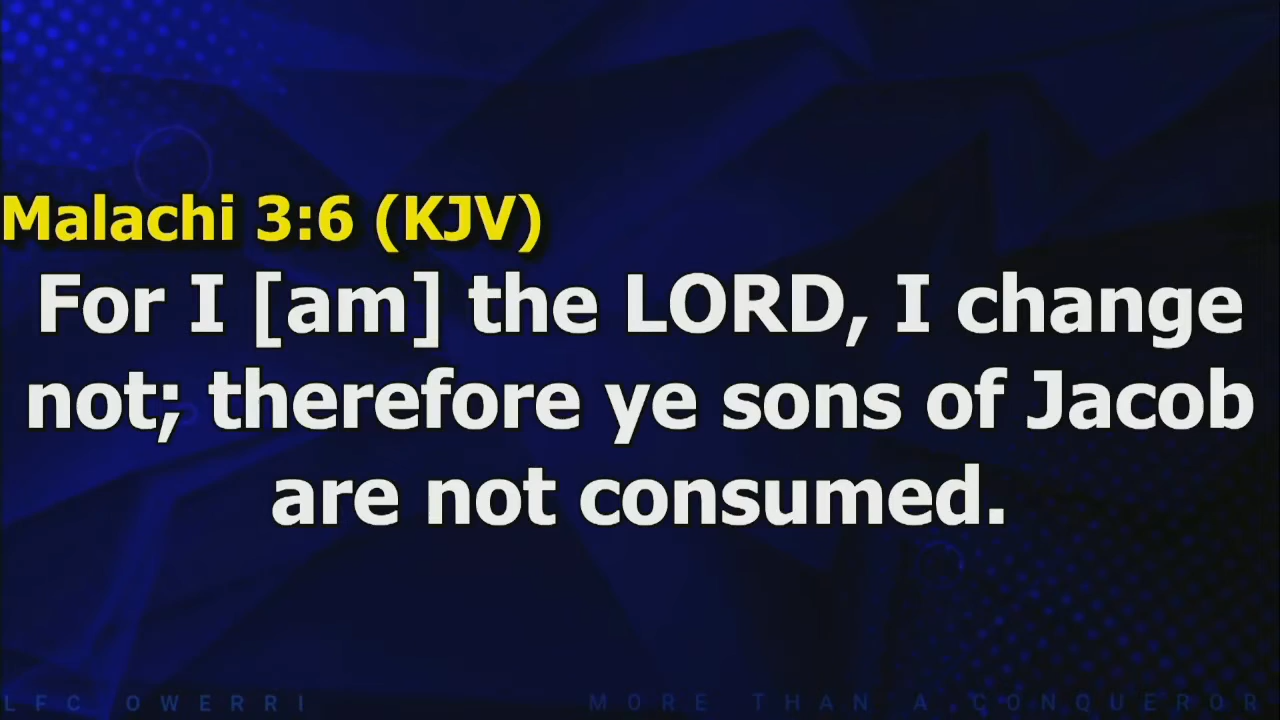 Malachi 3:6 (KJV)
For I [am] the LORD, I change
not; therefore ye sons of Jacob
are not consumed.
LFC OWERRI MORE THAN A CONQUEROR